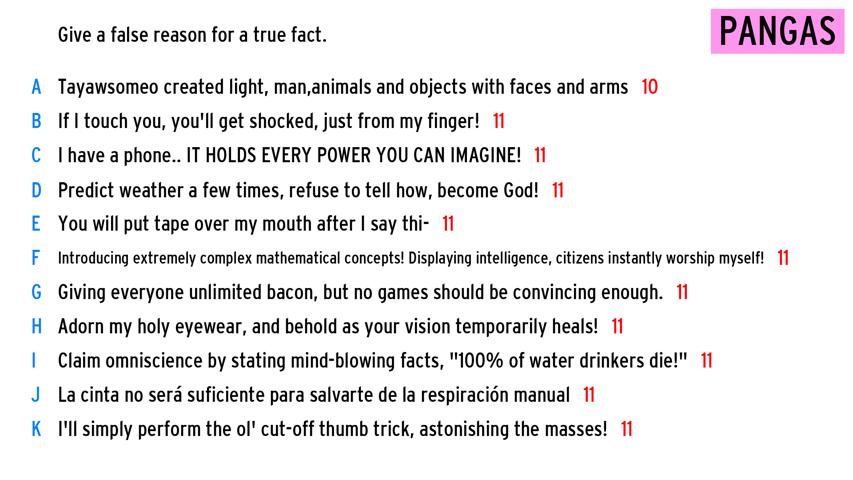 Give a false reason for a true fact.
PANGAS
A Tayawsomeo created light, man,animals and objects with faces and arms 10
B If I touch you, you'll get shocked, just from my finger! 11
C I have a phone.. IT HOLDS EVERY POWER YOU CAN IMAGINE! 11
D Predict weather a few times, refuse to tell how, become God! 11
E You will put tape over my mouth after I say thi- 11
F Introducing extremely complex mathematical concepts! Displaying intelligence, citizens instantly worship myself! 11
G Giving everyone unlimited bacon, but no games should be convincing enough. 11
H Adorn my holy eyewear, and behold as your vision temporarily heals! 11
I Claim omniscience by stating mind-blowing facts, "100% of water drinkers die!" 11
J La cinta no será suficiente para salvarte de la respiración manual 11
K I'll simply perform the ol' cut-off thumb trick, astonishing the masses! 11